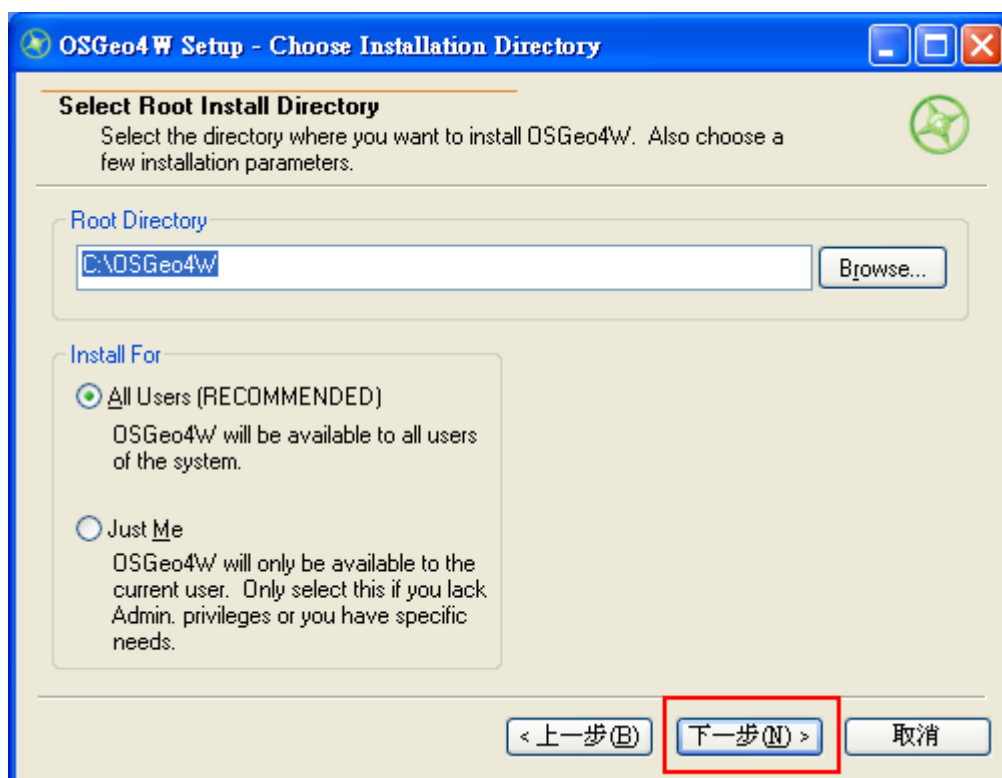 OSGeo4W Setup - Choose Installation Directory
Select Root Install Directory
Select the directory where you want to install OSGeo4W. Also choose a
few installation parameters.
Root Directory
C:\OSGeo4W
Browse...
Install For
All Users (RECOMMENDED)
OSGeo4W will be available to all users
of the system.
Just Me
OSGeo4W will only be available to the
current user. Only select this if you lack
Admin. privileges or you have specific
needs.
< 上一步(B) 下一步(N) > 取消